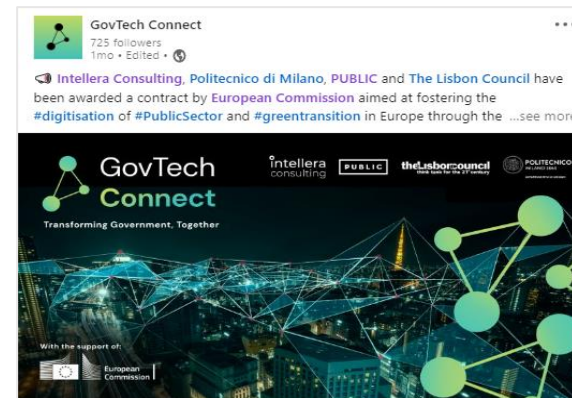 GovTech Connect
725 followers
1mo • Edited •
📢 Intellera Consulting, Politecnico di Milano, PUBLIC and The Lisbon Council have
been awarded a contract by European Commission aimed at fostering the
#digitisation of #PublicSector and #greentransition in Europe through the ...see more
GovTech
Connect
Transforming Government, Together
intellera
consulting
PUBLIC
thelisboncouncil
think tank for the 21st century
POLITECNICO
MILANO 1863
With the support of:
European
Commission